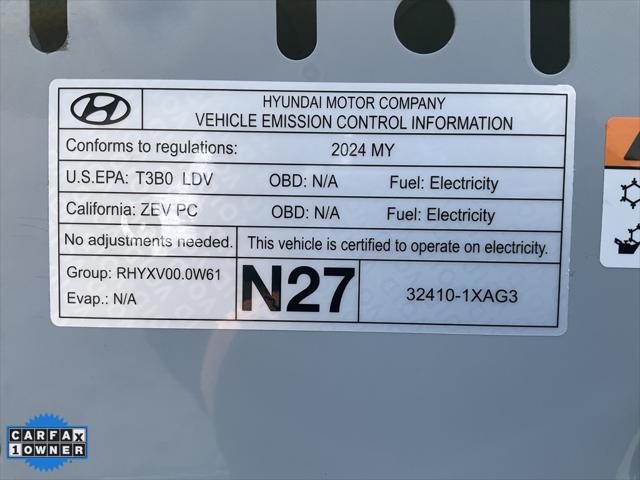 HYUNDAI MOTOR COMPANY
VEHICLE EMISSION CONTROL INFORMATION
Conforms to regulations: 2024 MY
U.S.EPA: T3B0 LDV OBD: N/A Fuel: Electricity
California: ZEV PC OBD: N/A Fuel: Electricity
No adjustments needed. This vehicle is certified to operate on electricity.
Group: RHYXV00.0W61
Evap.: N/A
N27
32410-1XAG3
CARFAX
1 OWNER